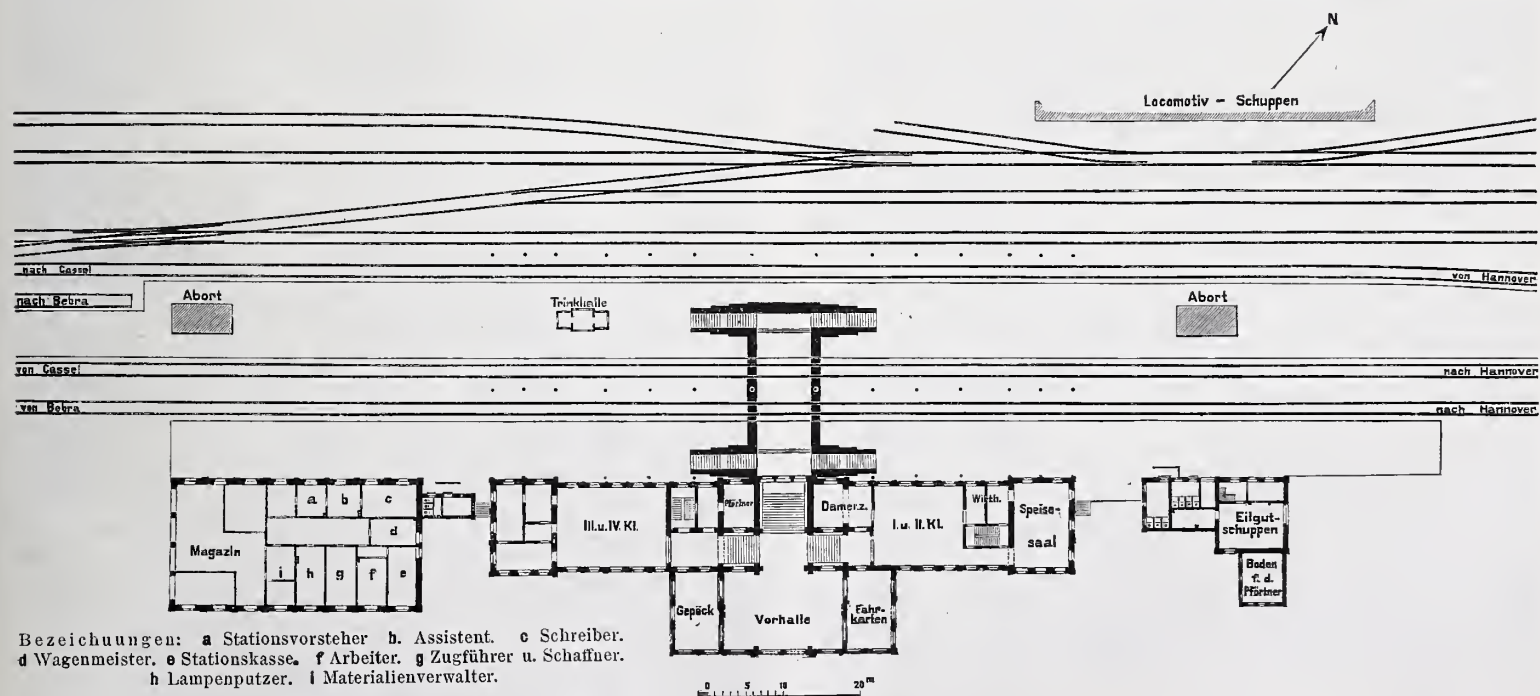 N
Locomotiv - Schuppen
nach Cassel
von Hannover
nach Bebra
Abort
Trinkhalle
Abort
von Cassel
nach Hannover
von Bebra
nach Hannover
a
b
c
d
Magazin
i
h
g
f
e
III. u. IV. Kl.
Pförtner
Damenz.
I. u. II. Kl.
Wirth.
Speise-
saal
Eilgut-
schuppen
Boden
f. d.
Pförtner
Gepäck
Vorhalle
Fahr-
karten
Bezeichuungen: a Stationsvorsteher b. Assistent. c Schreiber.
d Wagenmeister. e Stationskasse. f Arbeiter. g Zugführer u. Schaffner.
h Lampenputzer. i Materialienverwalter.
0 5 10 20 m